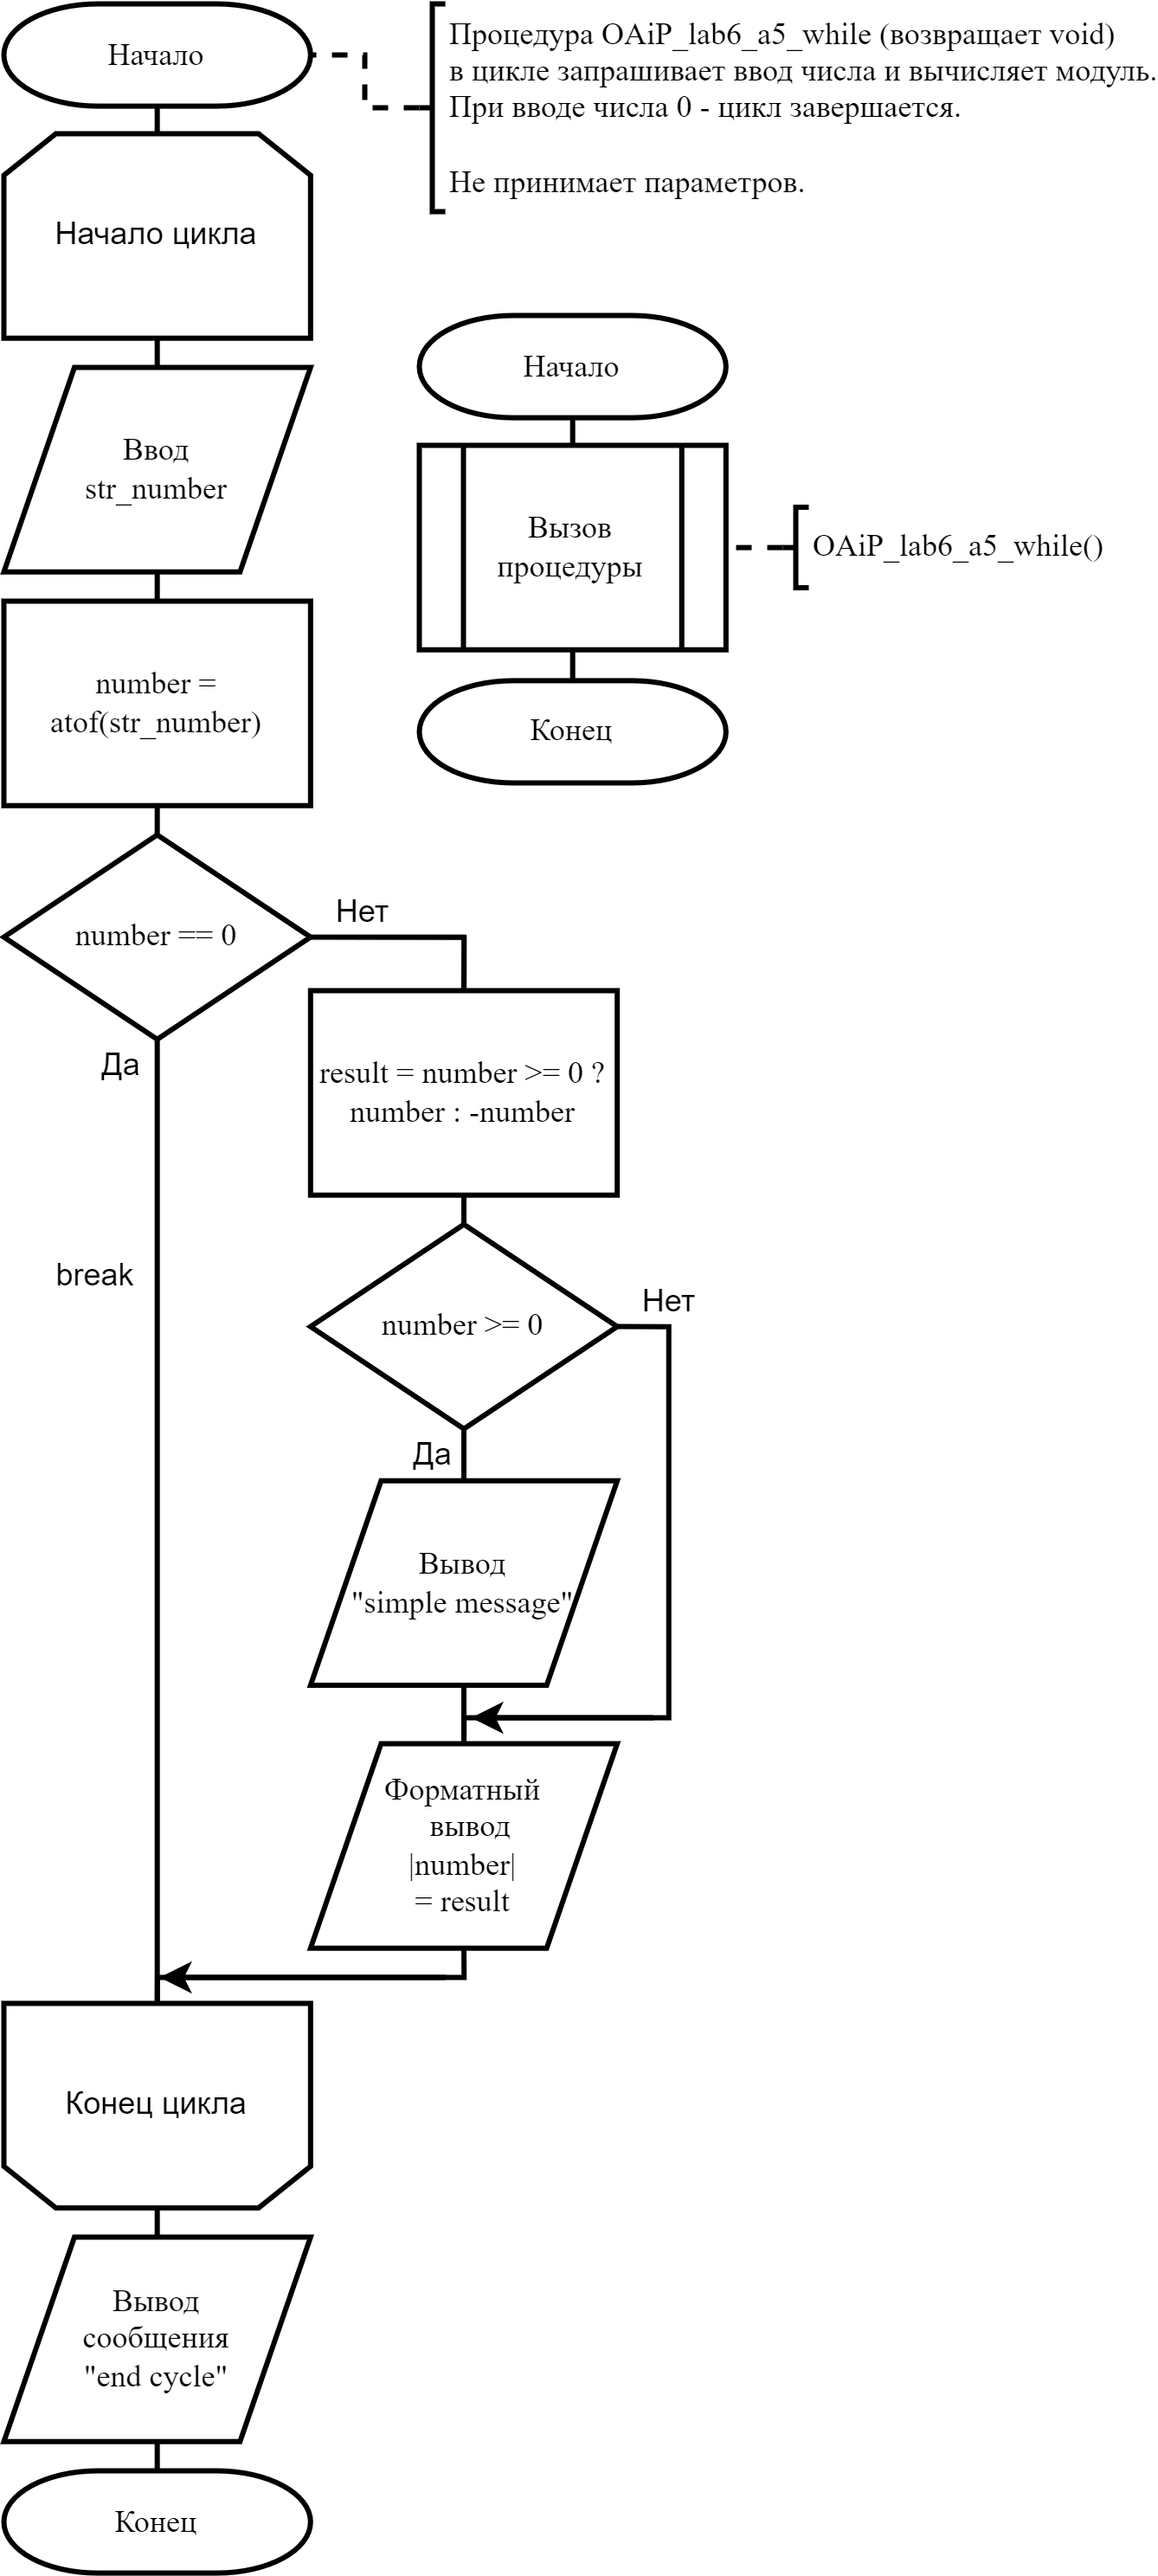 Начало
Процедура OAiP_lab6_a5_while (возвращает void)
в цикле запрашивает ввод числа и вычисляет модуль.
При вводе числа 0 - цикл завершается.
Не принимает параметров.
Начало цикла
Ввод
str_number
number =
atof(str_number)
Начало
Вызов
процедуры
OAiP_lab6_a5_while()
Конец
number == 0
Нет
Да
break
result = number >= 0 ?
number : -number
number >= 0
Нет
Да
Вывод
"simple message"
Форматный
вывод
|number|
= result
Конец цикла
Вывод
сообщения
"end cycle"
Конец